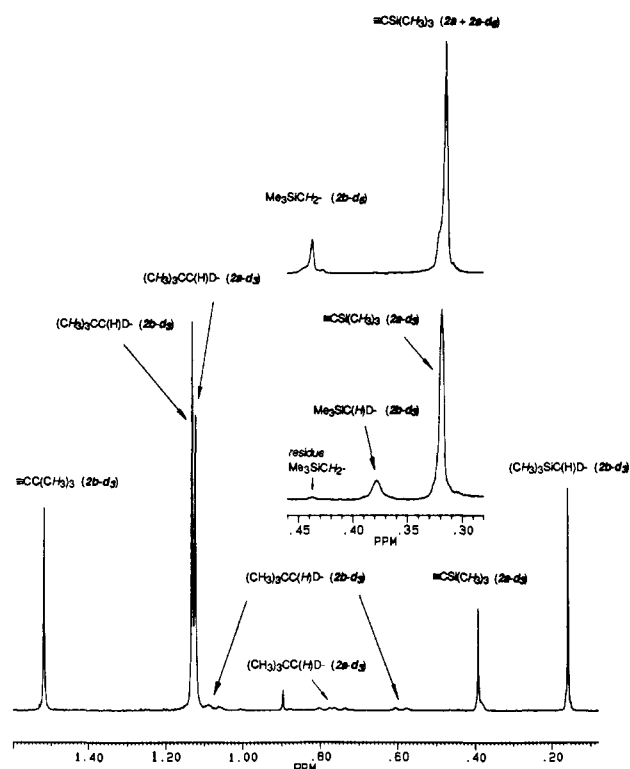 ≡CSi(CH₃)₃ (2a + 2a-d₆)
Me₃SiCH₂- (2b-d₆)
(CH₃)₃CC(H)D- (2a-d₃)
(CH₃)₃CC(H)D- (2b-d₃)
≡CSi(CH₃)₃ (2a-d₃)
Me₃SiC(H)D- (2b-d₃)
residue
Me₃SiCH₂-
(CH₃)₃SiC(H)D- (2b-d₃)
≡CC(CH₃)₃ (2b-d₃)
.45 .40 .35 .30
PPM
(CH₃)₃CC(H)D- (2b-d₃)
≡CSi(CH₃)₃ (2a-d₃)
(CH₃)₃CC(H)D- (2a-d₃)
1.40 1.20 1.00 .80 .60 .40 .20
PPM